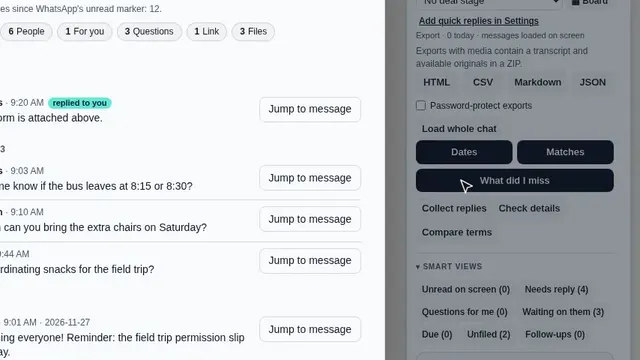 es since WhatsApp's unread marker: 12.
6 People 1 For you 3 Questions 1 Link 3 Files
s · 9:20 AM replied to you
orm is attached above.
Jump to message
3
s · 9:03 AM
ne know if the bus leaves at 8:15 or 8:30?
Jump to message
n · 9:10 AM
n can you bring the extra chairs on Saturday?
Jump to message
9:44 AM
rdinating snacks for the field trip?
Jump to message
9:01 AM · 2026-11-27
ing everyone! Reminder: the field trip permission slip
ay.
Jump to message
No deal stage Board
Add quick replies in Settings
Export · 0 today · messages loaded on screen
Exports with media contain a transcript and
available originals in a ZIP.
HTML CSV Markdown JSON
Password-protect exports
Load whole chat
Dates Matches
What did I miss
Collect replies Check details
Compare terms
▾ SMART VIEWS
Unread on screen (0) Needs reply (4)
Questions for me (0) Waiting on them (3)
Due (0) Unfiled (2) Follow-ups (0)